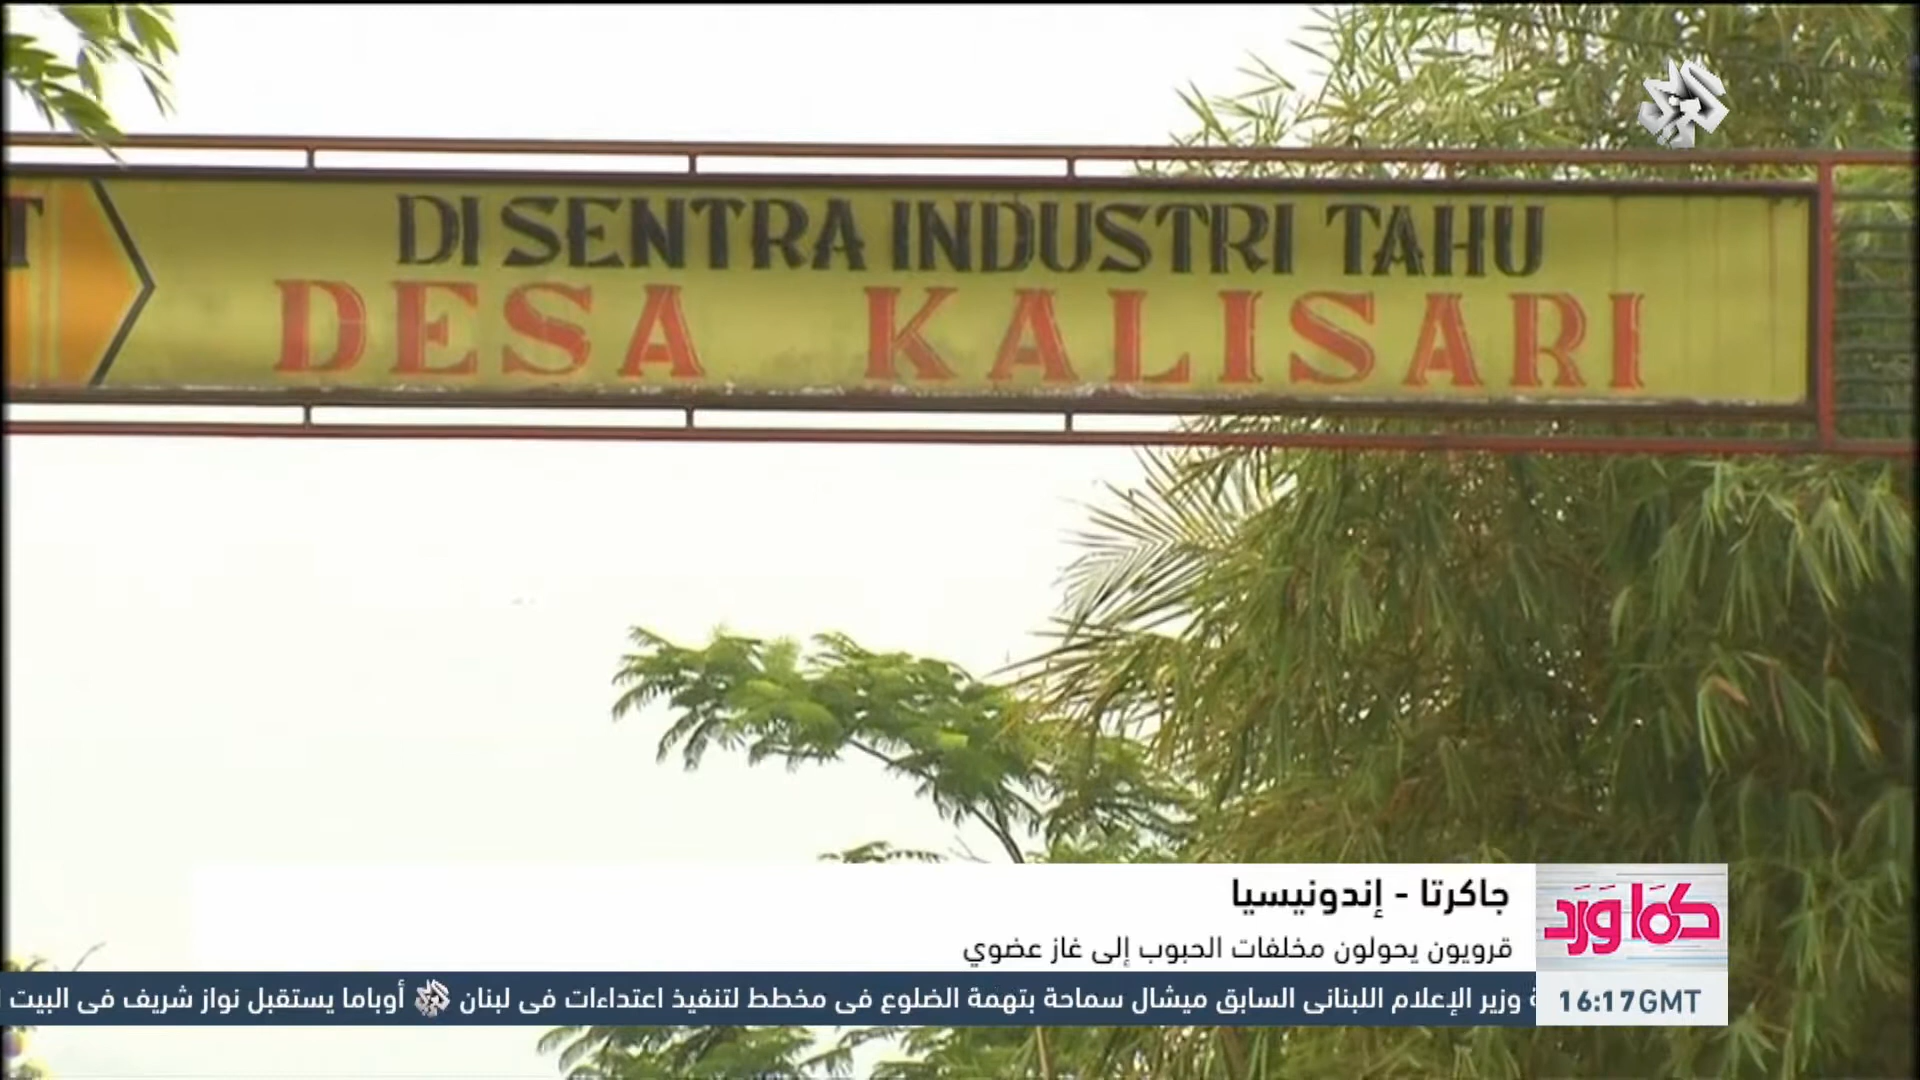 DI SENTRA INDUSTRI TAHU
DESA KALISARI
جاكرتا - إندونيسيا
قرويون يحولون مخلفات الحبوب إلى غاز عضوي
كما ورد
وزير الإعلام اللبناني السابق ميشال سماحة بتهمة الضلوع في مخطط لتنفيذ اعتداءات في لبنان أوباما يستقبل نواز شريف في البيت
16:17GMT